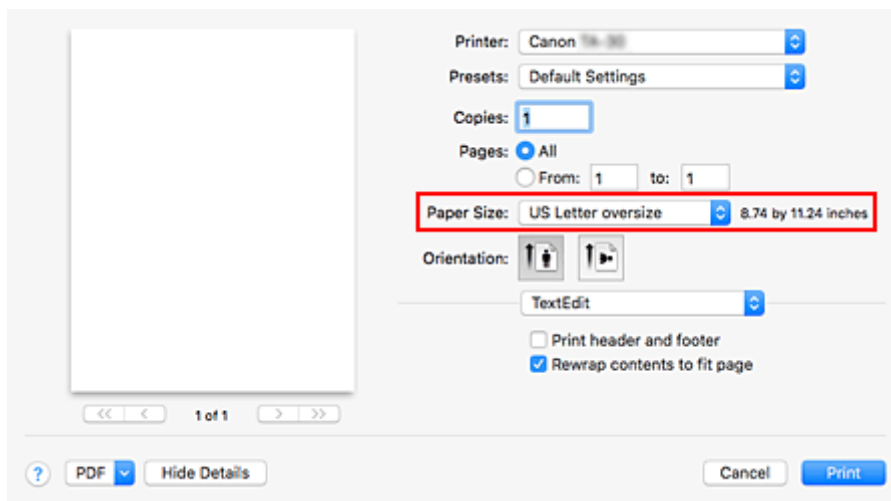 Printer: Canon
Presets: Default Settings
Copies: 1
Pages: All
From: 1 to: 1
Paper Size: US Letter oversize 8.74 by 11.24 inches
Orientation:
TextEdit
Print header and footer
Rewrap contents to fit page
1 of 1
? PDF Hide Details Cancel Print